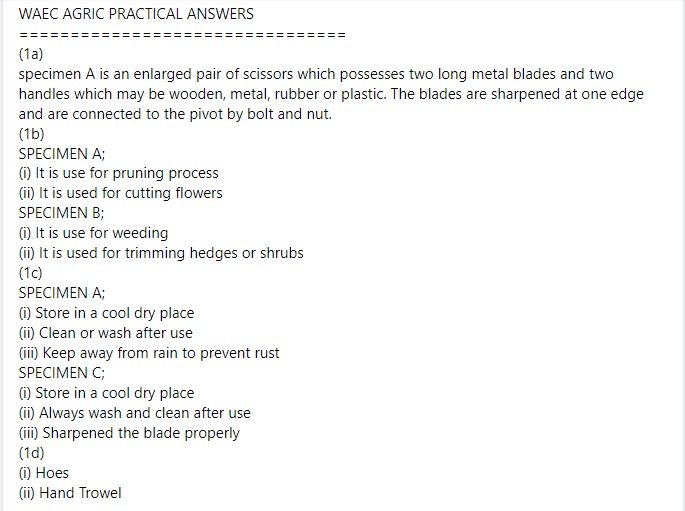 WAEC AGRIC PRACTICAL ANSWERS
================================
(1a)
specimen A is an enlarged pair of scissors which possesses two long metal blades and two
handles which may be wooden, metal, rubber or plastic. The blades are sharpened at one edge
and are connected to the pivot by bolt and nut.
(1b)
SPECIMEN A;
(i) It is use for pruning process
(ii) It is used for cutting flowers
SPECIMEN B;
(i) It is use for weeding
(ii) It is used for trimming hedges or shrubs
(1c)
SPECIMEN A;
(i) Store in a cool dry place
(ii) Clean or wash after use
(iii) Keep away from rain to prevent rust
SPECIMEN C;
(i) Store in a cool dry place
(ii) Always wash and clean after use
(iii) Sharpened the blade properly
(1d)
(i) Hoes
(ii) Hand Trowel